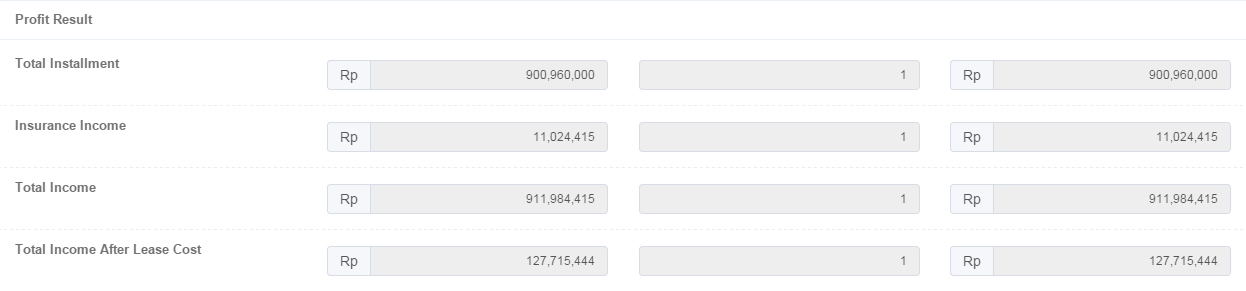 Profit Result
Total Installment Rp 900,960,000 1 Rp 900,960,000
Insurance Income Rp 11,024,415 1 Rp 11,024,415
Total Income Rp 911,984,415 1 Rp 911,984,415
Total Income After Lease Cost Rp 127,715,444 1 Rp 127,715,444